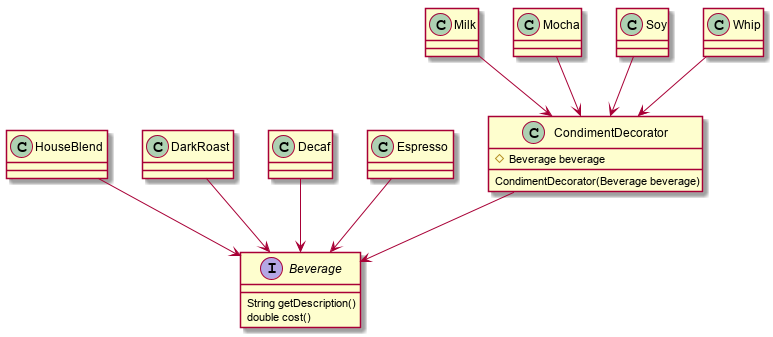 C Milk
C Mocha
C Soy
C Whip
C HouseBlend
C DarkRoast
C Decaf
C Espresso
C CondimentDecorator
Beverage beverage
CondimentDecorator(Beverage beverage)
I Beverage
String getDescription()
double cost()